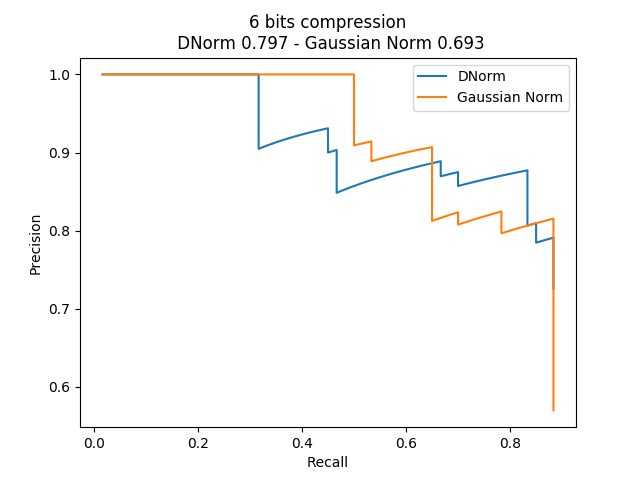 6 bits compression
DNorm 0.797 - Gaussian Norm 0.693
DNorm
Gaussian Norm
1.0
0.9
0.8
0.7
0.6
Precision
0.0 0.2 0.4 0.6 0.8
Recall